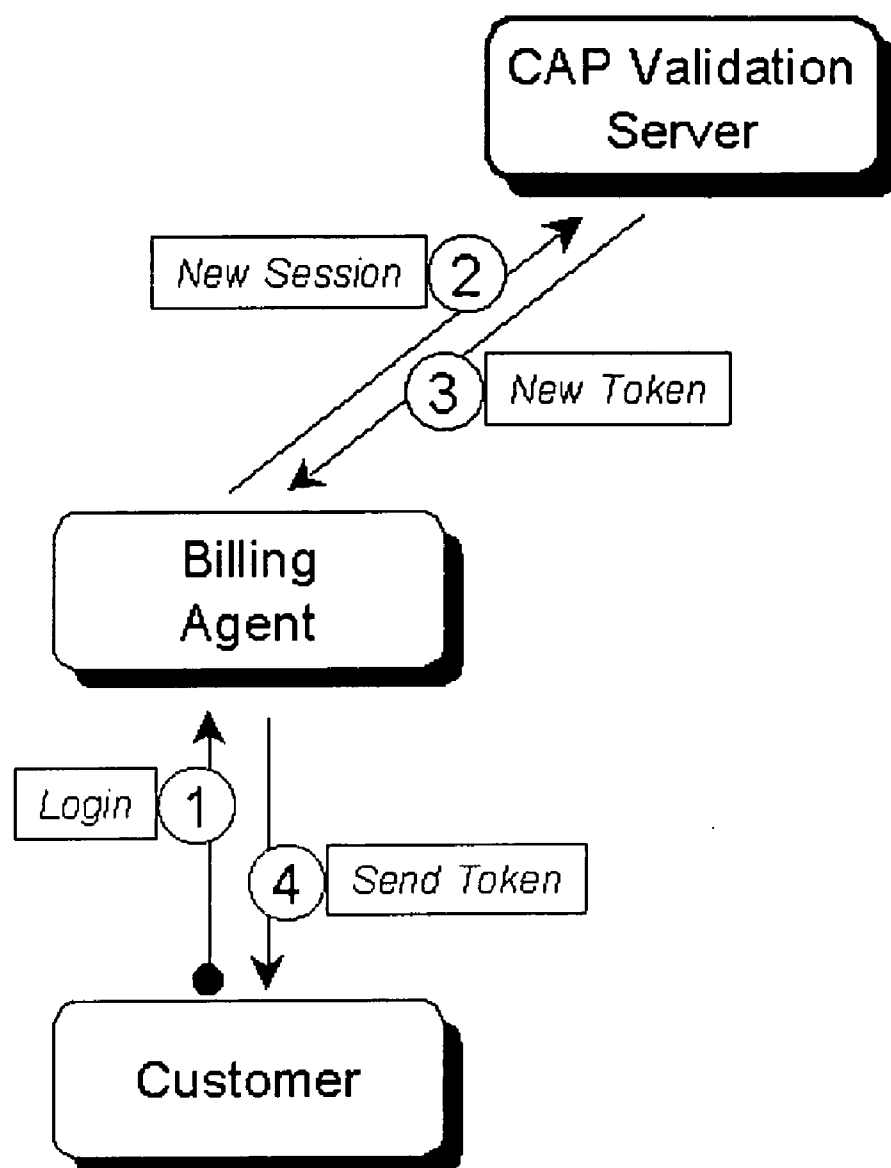 CAP Validation
Server
New Session 2
3 New Token
Billing
Agent
Login 1
4 Send Token
Customer